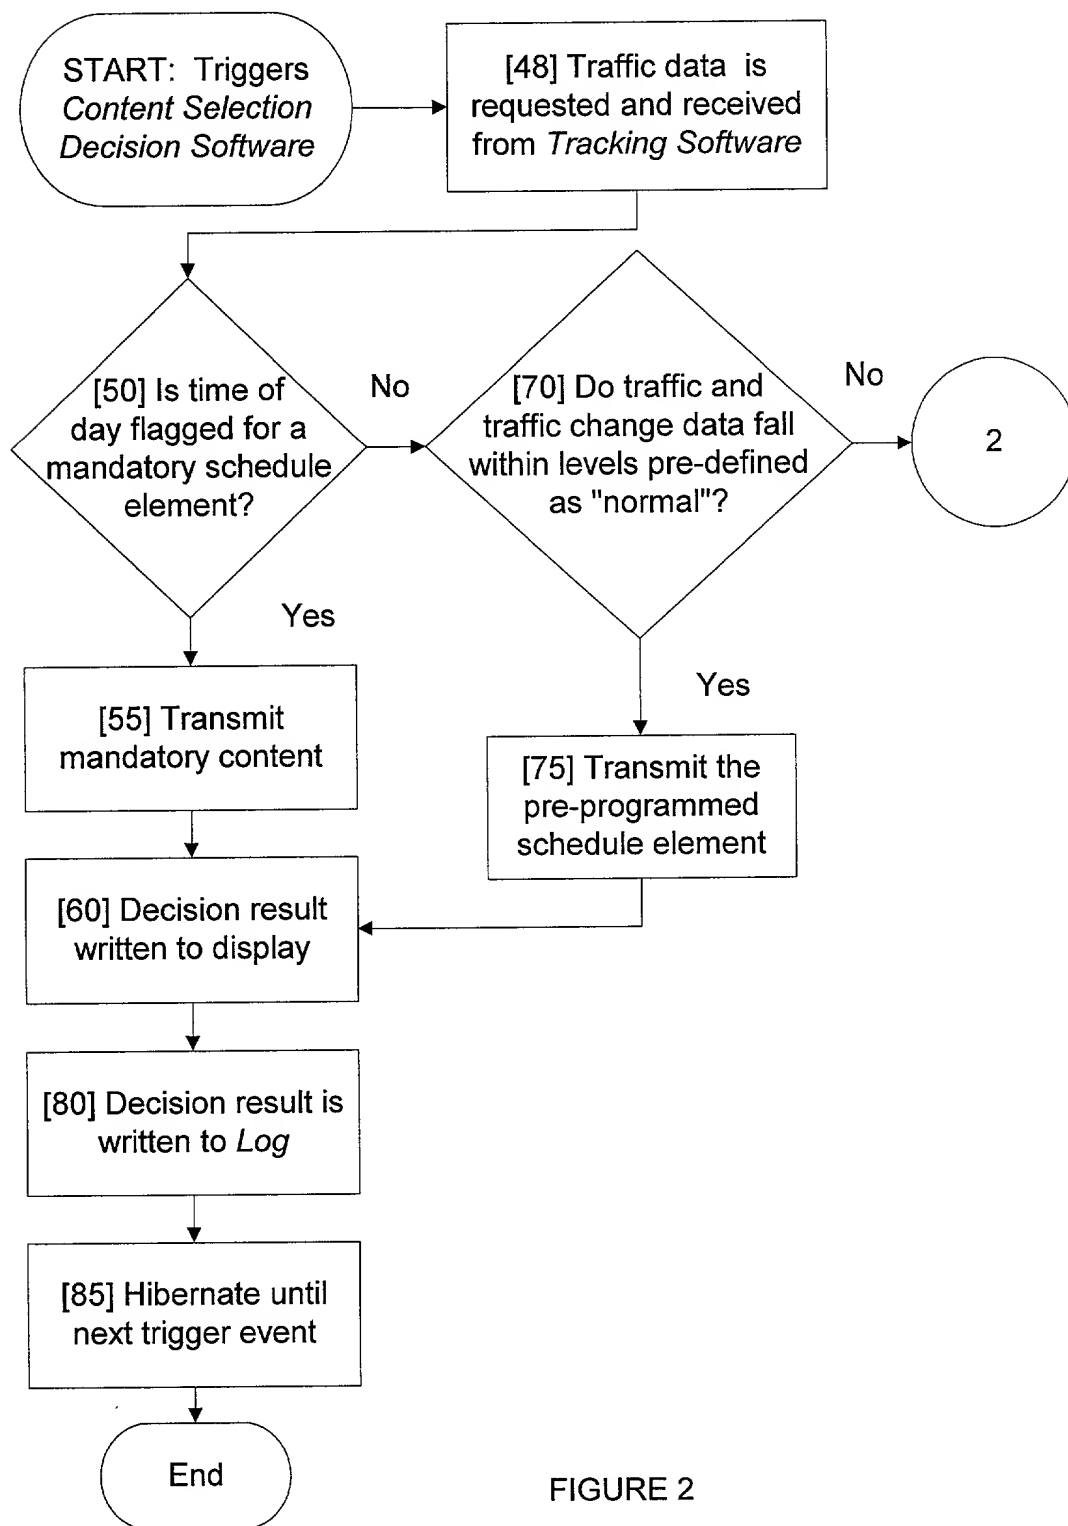 START: Triggers
Content Selection
Decision Software
[48] Traffic data is
requested and received
from Tracking Software
[50] Is time of
day flagged for a
mandatory schedule
element?
No
[70] Do traffic and
traffic change data fall
within levels pre-defined
as "normal"?
No
2
Yes
[55] Transmit
mandatory content
Yes
[75] Transmit the
pre-programmed
schedule element
[60] Decision result
written to display
[80] Decision result is
written to Log
[85] Hibernate until
next trigger event
End
FIGURE 2